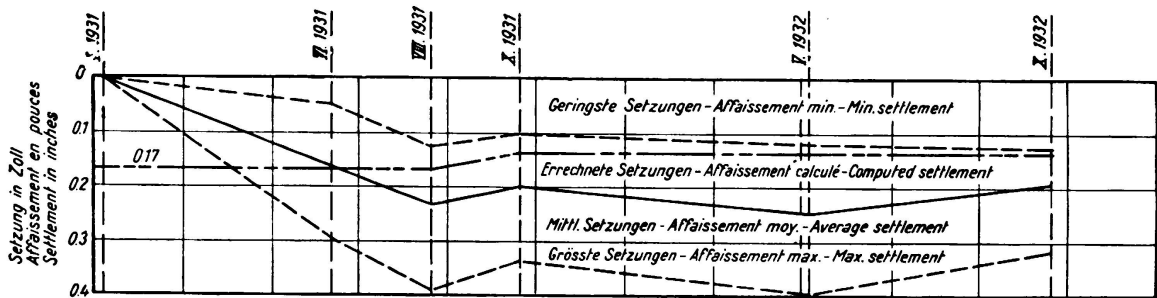 1931
VI. 1931
VIII. 1931
X. 1931
V. 1932
X. 1932
Setzung in Zoll
Affaissement en pouces
Settlement in inches
0
0.1
0.2
0.3
0.4
017
Geringste Setzungen - Affaissement min. - Min. settlement
Errechnete Setzungen - Affaissement calculé - Computed settlement
Mittl. Setzungen - Affaissement moy. - Average settlement
Grösste Setzungen - Affaissement max. - Max. settlement